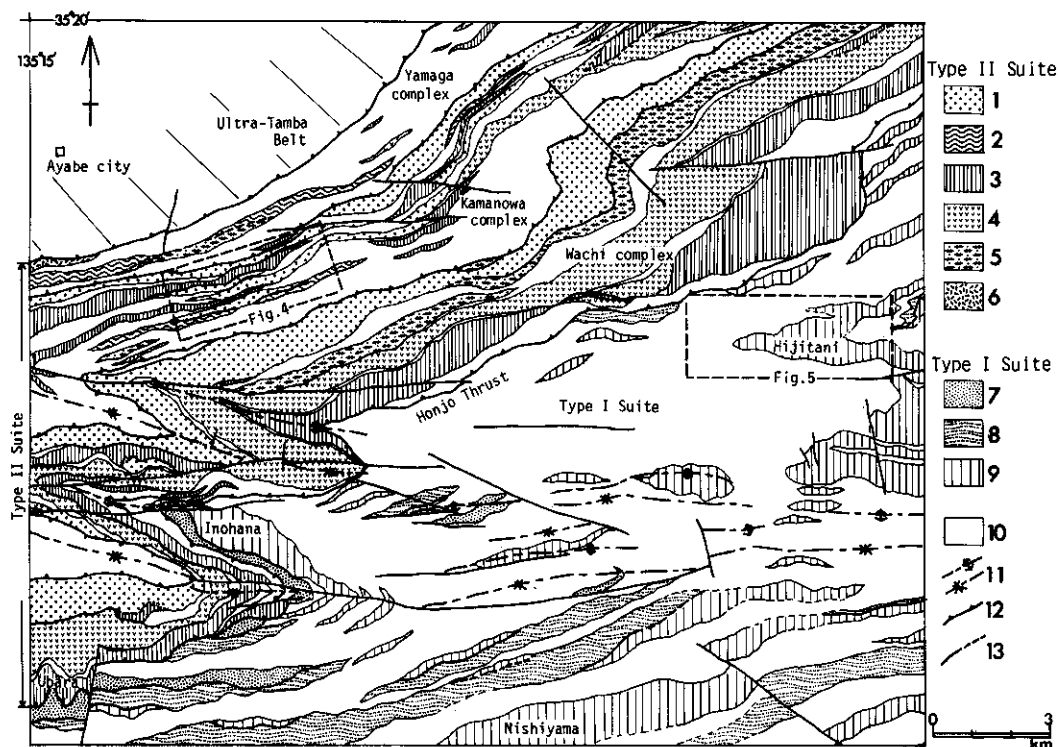 35°20'
135°15'
Yamaga
complex
Ultra-Tamba
Belt
Ayabe city
Kamanowa
complex
Wachi complex
Fig.4
Hijitani
Fig.5
Honjo Thrust
Type I Suite
Type II Suite
Inohana
Nishiyama
Type II Suite
1
2
3
4
5
6
Type I Suite
7
8
9
10
11
12
13
0 3
km